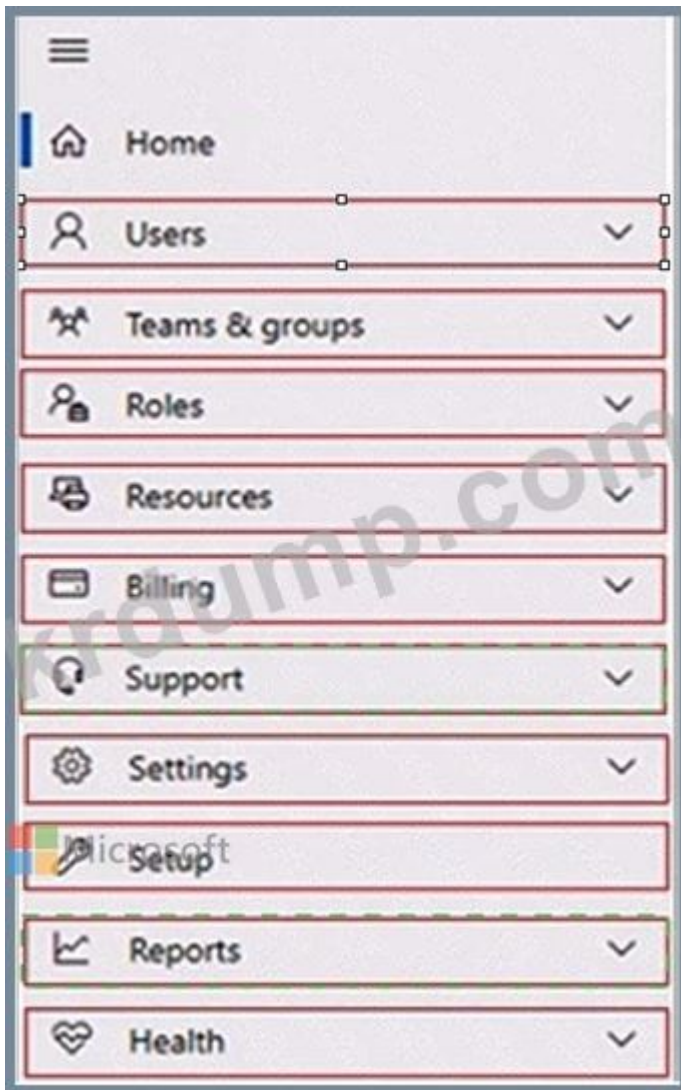 Home
Users
Teams & groups
Roles
Resources
Billing
Support
Settings
Microsoft
Setup
Reports
Health
krdump.com